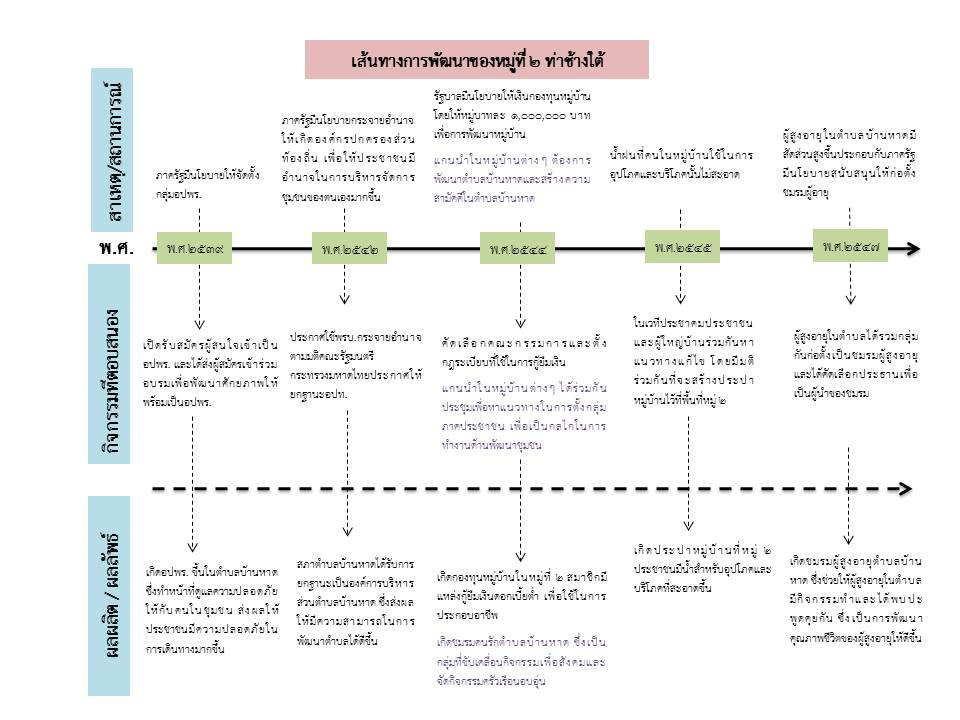 เส้นทางการพัฒนาของหมู่ที่ ๒ ท่าช้างใต้
สาเหตุ/สถานการณ์
ภาครัฐมีนโยบายให้จัดตั้ง
กลุ่มอปพร.
ภาครัฐมีนโยบายกระจายอำนาจ
ให้เกิดองค์กรปกครองส่วน
ท้องถิ่น เพื่อให้ประชาชนมี
อำนาจในการบริหารจัดการ
ชุมชนของตนเองมากขึ้น
รัฐบาลมีนโยบายให้เงินกองทุนหมู่บ้าน
โดยให้หมู่บาทละ ๑,๐๐๐,๐๐๐ บาท
เพื่อการพัฒนาหมู่บ้าน
แกนนำในหมู่บ้านต่างๆ ต้องการ
พัฒนาตำบลบ้านหาดและสร้างความ
สามัคคีในตำบลบ้านหาด
น้ำฝนที่คนในหมู่บ้านใช้ในการ
อุปโภคและบริโภคนั้นไม่สะอาด
ผู้สูงอายุในตำบลบ้านหาดมี
สัดส่วนสูงขึ้นประกอบกับภาครัฐ
มีนโยบายสนับสนุนให้ก่อตั้ง
ชมรมผู้อายุ
พ.ศ.
พ.ศ.๒๕๓๙
พ.ศ.๒๕๔๒
พ.ศ.๒๕๔๔
พ.ศ.๒๕๔๕
พ.ศ.๒๕๔๗
กิจกรรมที่ตอบสนอง
เปิดรับสมัครผู้สนใจเข้าเป็น
อปพร. และได้ส่งผู้สมัครเข้าร่วม
อบรมเพื่อพัฒนาศักยภาพให้
พร้อมเป็นอปพร.
ประกาศใช้พรบ.กระจายอำนาจ
ตามมติคณะรัฐมนตรี
กระทรวงมหาดไทยประกาศให้
ยกฐานะอปท.
คัดเลือกคณะกรรมการและตั้ง
กฎระเบียบที่ใช้ในการกู้ยืมเงิน
แกนนำในหมู่บ้านต่างๆ ได้ร่วมกัน
ประชุมเพื่อหาแนวทางในการตั้งกลุ่ม
ภาคประชาชน เพื่อเป็นกลไกในการ
ทำงานด้านพัฒนาชุมชน
ในเวทีประชาคมประชาชน
และผู้ใหญ่บ้านร่วมกันหา
แนวทางแก้ไข โดยมีมติ
ร่วมกันที่จะสร้างประปา
หมู่บ้านไว้ที่พื้นที่หมู่ ๒
ผู้สูงอายุในตำบลได้รวมกลุ่ม
กันก่อตั้งเป็นชมรมผู้สูงอายุ
และได้คัดเลือกประธานเพื่อ
เป็นผู้นำของชมรม
ผลผลิต / ผลลัพธ์
เกิดอปพร. ขึ้นในตำบลบ้านหาด
ซึ่งทำหน้าที่ดูแลความปลอดภัย
ให้กับคนในชุมชน ส่งผลให้
ประชาชนมีความปลอดภัยใน
การเดินทางมากขึ้น
สภาตำบลบ้านหาดได้รับการ
ยกฐานะเป็นองค์การบริหาร
ส่วนตำบลบ้านหาด ซึ่งส่งผล
ให้มีความสามารถในการ
พัฒนาตำบลได้ดีขึ้น
เกิดกองทุนหมู่บ้านในหมู่ที่ ๒ สมาชิกมี
แหล่งกู้ยืมเงินดอกเบี้ยต่ำ เพื่อใช้ในการ
ประกอบอาชีพ
เกิดชมรมคนรักตำบลบ้านหาด ซึ่งเป็น
กลุ่มที่ขับเคลื่อนกิจกรรมเพื่อสังคมและ
จัดกิจกรรมครัวเรือนอบอุ่น
เกิดประปาหมู่บ้านที่หมู่ ๒
ประชาชนมีน้ำสำหรับอุปโภคและ
บริโภคที่สะอาดขึ้น
เกิดชมรมผู้สูงอายุตำบลบ้าน
หาด ซึ่งช่วยให้ผู้สูงอายุในตำบล
มีกิจกรรมทำและได้พบปะ
พูดคุยกัน ซึ่งเป็นการพัฒนา
คุณภาพชีวิตของผู้สูงอายุให้ดีขึ้น